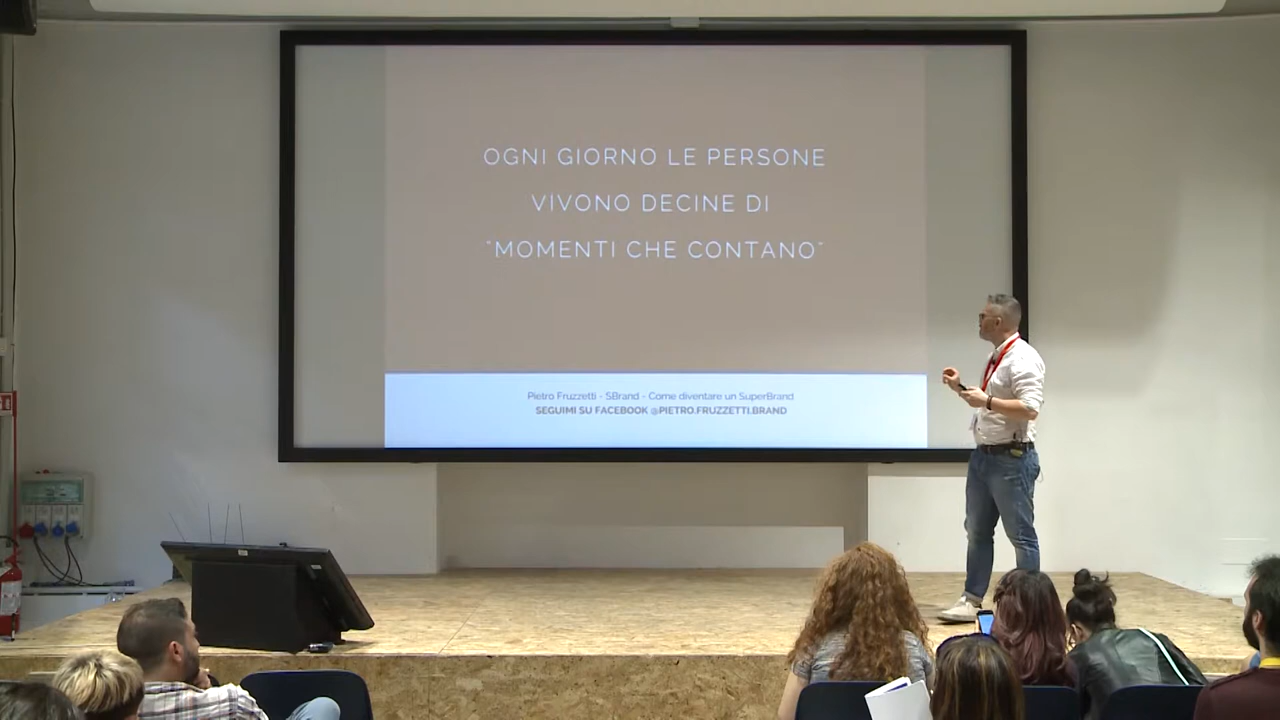 OGNI GIORNO LE PERSONE
VIVONO DECINE DI
"MOMENTI CHE CONTANO"
Pietro Fruzzetti - SBrand - Come diventare un SuperBrand
SEGUIMI SU FACEBOOK @PIETRO.FRUZZETTI.BRAND